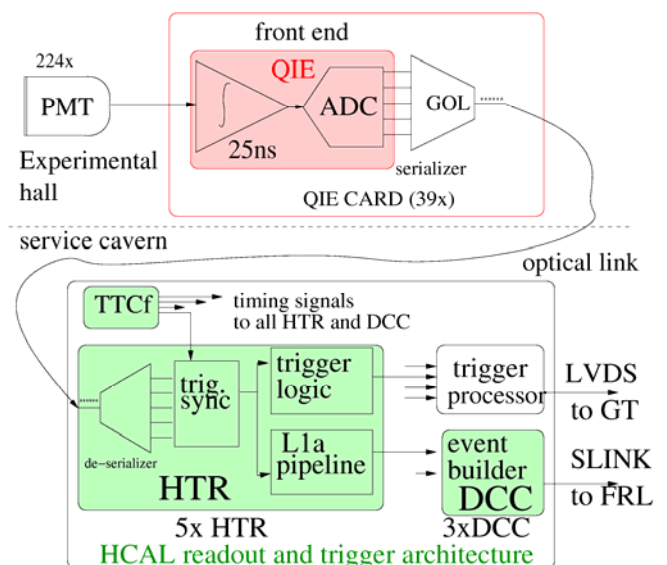 front end
224x
QIE
PMT
ADC
GOL
25ns
Experimental
hall
serializer
QIE CARD (39x)
service cavern
optical link
TTCf
timing signals
to all HTR and DCC
trig.
sync
trigger
logic
trigger
processor
LVDS
to GT
de-serializer
L1a
pipeline
event
builder
SLINK
to FRL
HTR
DCC
5x HTR
3xDCC
HCAL readout and trigger architecture